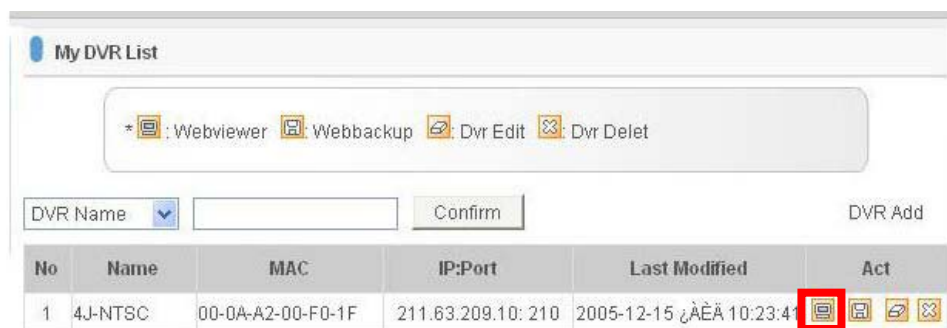 My DVR List
* : Webviewer : Webbackup : Dvr Edit : Dvr Delet
DVR Name Confirm DVR Add
No Name MAC IP:Port Last Modified Act
1 4J-NTSC 00-0A-A2-00-F0-1F 211.63.209.10: 210 2005-12-15 ¿ÀÈÄ 10:23:41